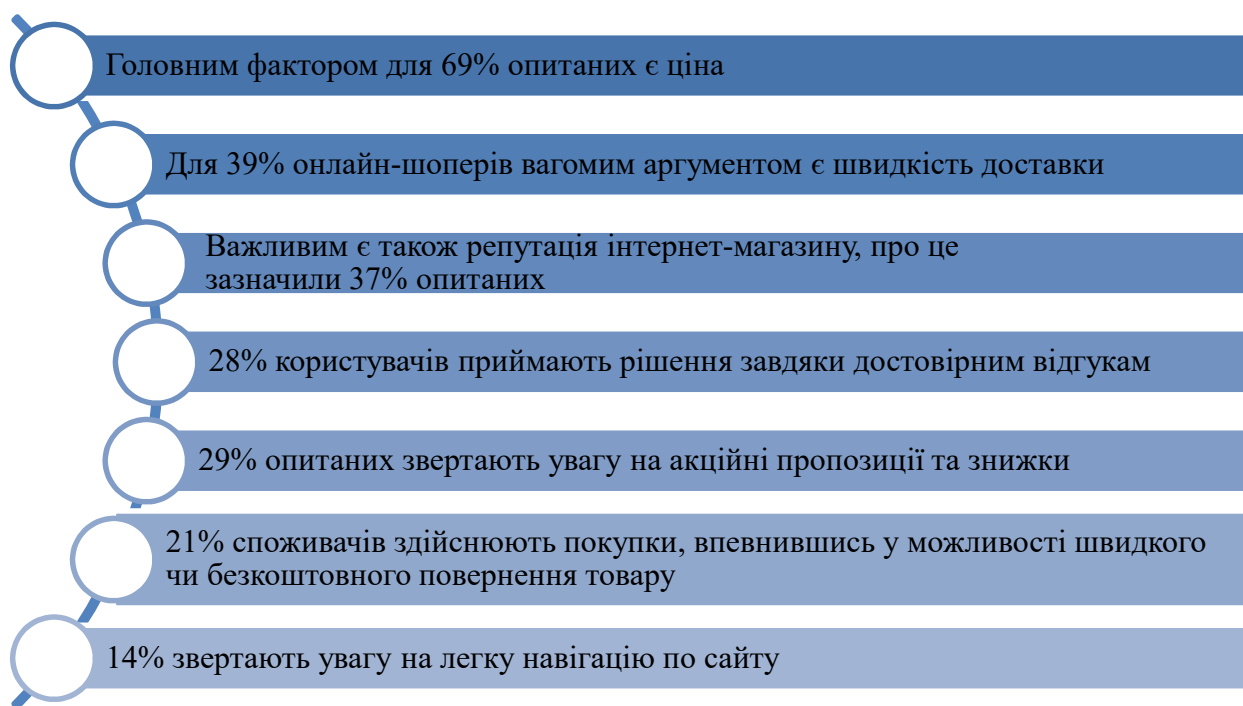 Головним фактором для 69% опитаних є ціна
Для 39% онлайн-шоперів вагомим аргументом є швидкість доставки
Важливим є також репутація інтернет-магазину, про це
зазначили 37% опитаних
28% користувачів приймають рішення завдяки достовірним відгукам
29% опитаних звертають увагу на акційні пропозиції та знижки
21% споживачів здійснюють покупки, впевнившись у можливості швидкого
чи безкоштовного повернення товару
14% звертають увагу на легку навігацію по сайту